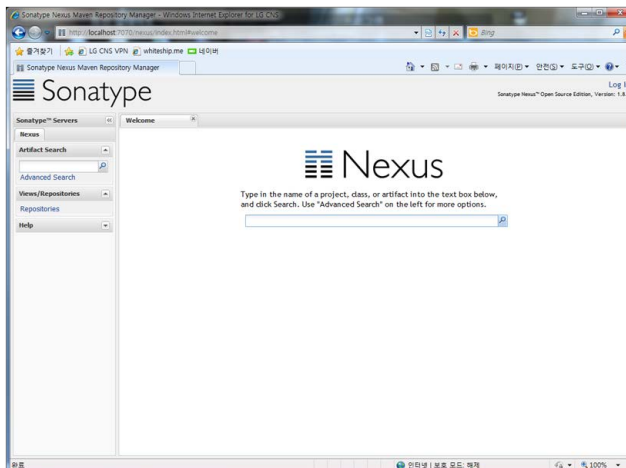 Sonatype Nexus Maven Repository Manager - Windows Internet Explorer for LG CNS
http://localhost:7070/nexus/index.html#welcome
Bing
즐겨찾기 LG CNS VPN whiteship.me 네이버
Sonatype Nexus Maven Repository Manager
페이지(P) 안전(S) 도구(O)
Sonatype
Log I
Sonatype Nexus™ Open Source Edition, Version: 1.8.
Sonatype™ Servers
Welcome
Nexus
Artifact Search
Advanced Search
Views/Repositories
Repositories
Help
Nexus
Type in the name of a project, class, or artifact into the text box below,
and click Search. Use "Advanced Search" on the left for more options.
완료
인터넷 | 보호 모드: 해제
100%